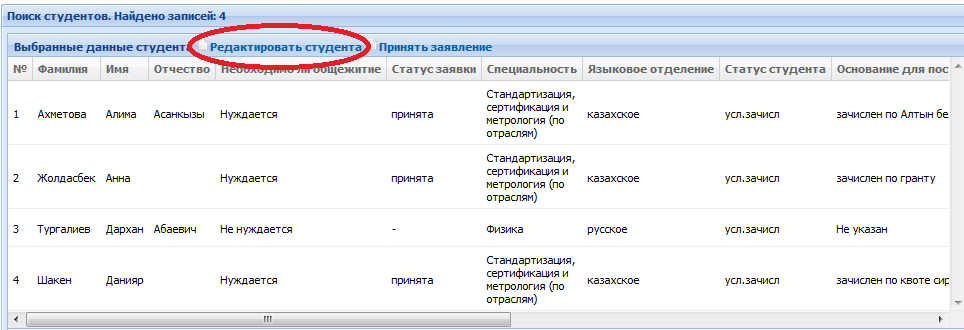 Поиск студентов. Найдено записей: 4
Выбранные данные студент Редактировать студента Принять заявление
№ Фамилия Имя Отчество Необходимо ли общежитие Статус заявки Специальность Языковое отделение Статус студента Основание для пост
1 Ахметова Алима Асанкызы Нуждается принята Стандартизация, сертификация и метрология (по отраслям) казахское усл.зачисл зачислен по Алтын бе
2 Жолдасбек Анна Нуждается принята Стандартизация, сертификация и метрология (по отраслям) казахское усл.зачисл зачислен по гранту
3 Тургалиев Дархан Абаевич Не нуждается - Физика русское усл.зачисл Не указан
4 Шакен Данияр Нуждается принята Стандартизация, сертификация и метрология (по отраслям) казахское усл.зачисл зачислен по квоте сир